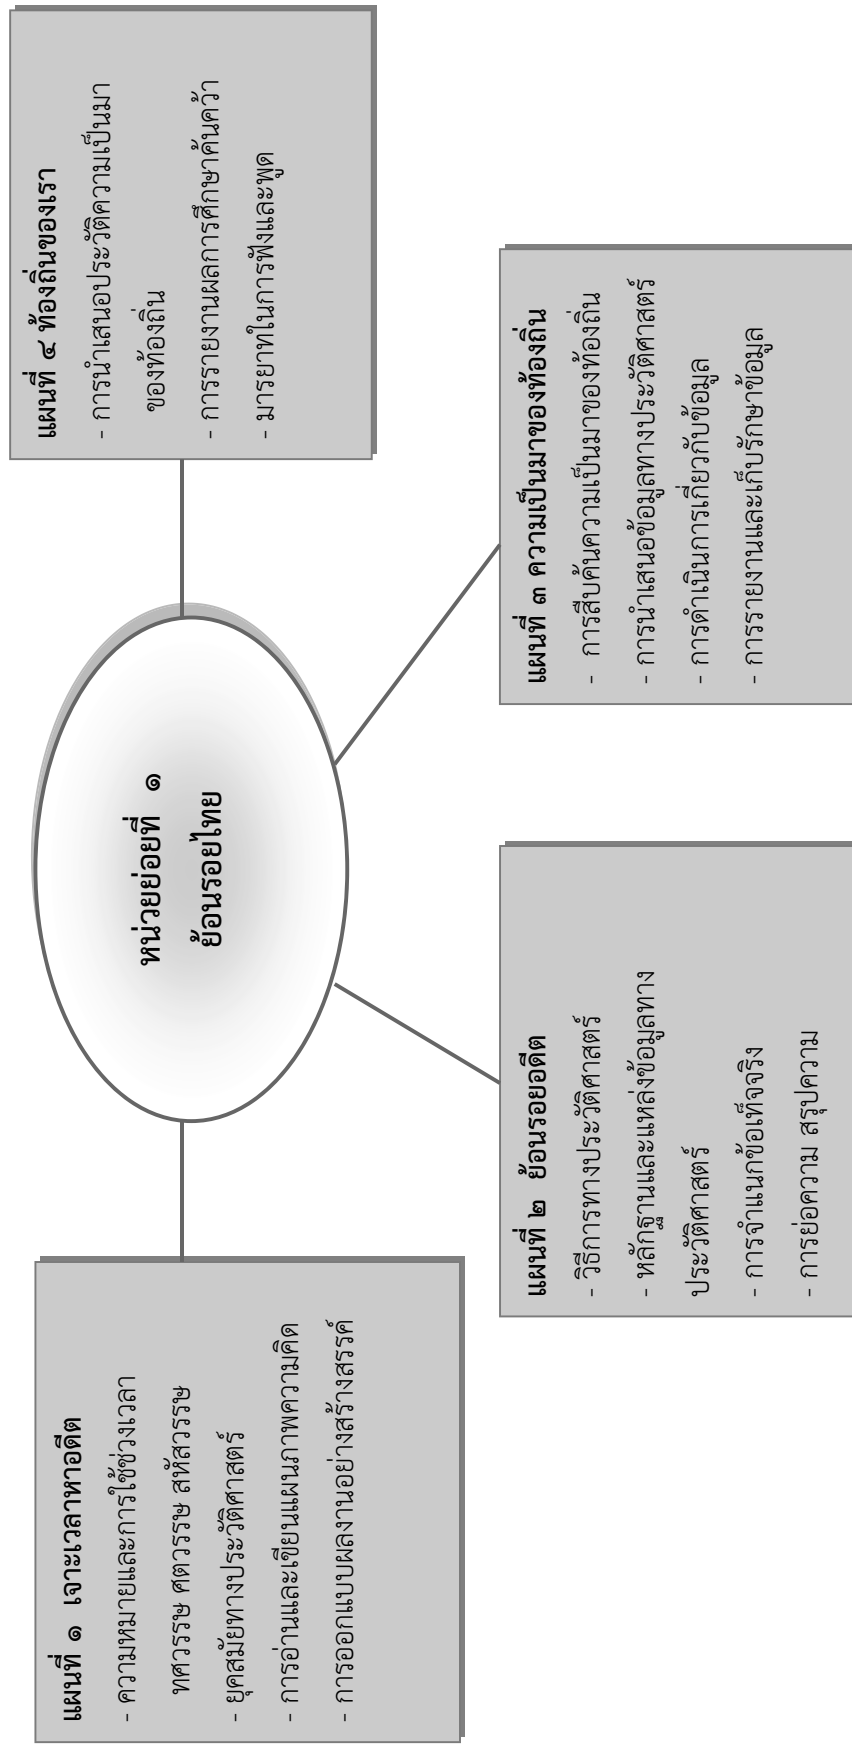 หน่วยย่อยที่ ๑
ย้อนรอยไทย
แผนที่ ๑ เจาะเวลาหาอดีต
- ความหมายและการใช้ช่วงเวลา
ทศวรรษ ศตวรรษ สหัสวรรษ
- ยุคสมัยทางประวัติศาสตร์
- การอ่านและเขียนแผนภาพความคิด
- การออกแบบผลงานอย่างสร้างสรรค์
แผนที่ ๒ ย้อนรอยอดีต
- วิธีการทางประวัติศาสตร์
- หลักฐานและแหล่งข้อมูลทาง
ประวัติศาสตร์
- การจำแนกข้อเท็จจริง
- การย่อความ สรุปความ
แผนที่ ๓ ความเป็นมาของท้องถิ่น
- การสืบค้นความเป็นมาของท้องถิ่น
- การนำเสนอข้อมูลทางประวัติศาสตร์
- การดำเนินการเกี่ยวกับข้อมูล
- การรายงานและเก็บรักษาข้อมูล
แผนที่ ๔ ท้องถิ่นของเรา
- การนำเสนอประวัติความเป็นมา
ของท้องถิ่น
- การรายงานผลการศึกษาค้นคว้า
- มารยาทในการฟังและพูด